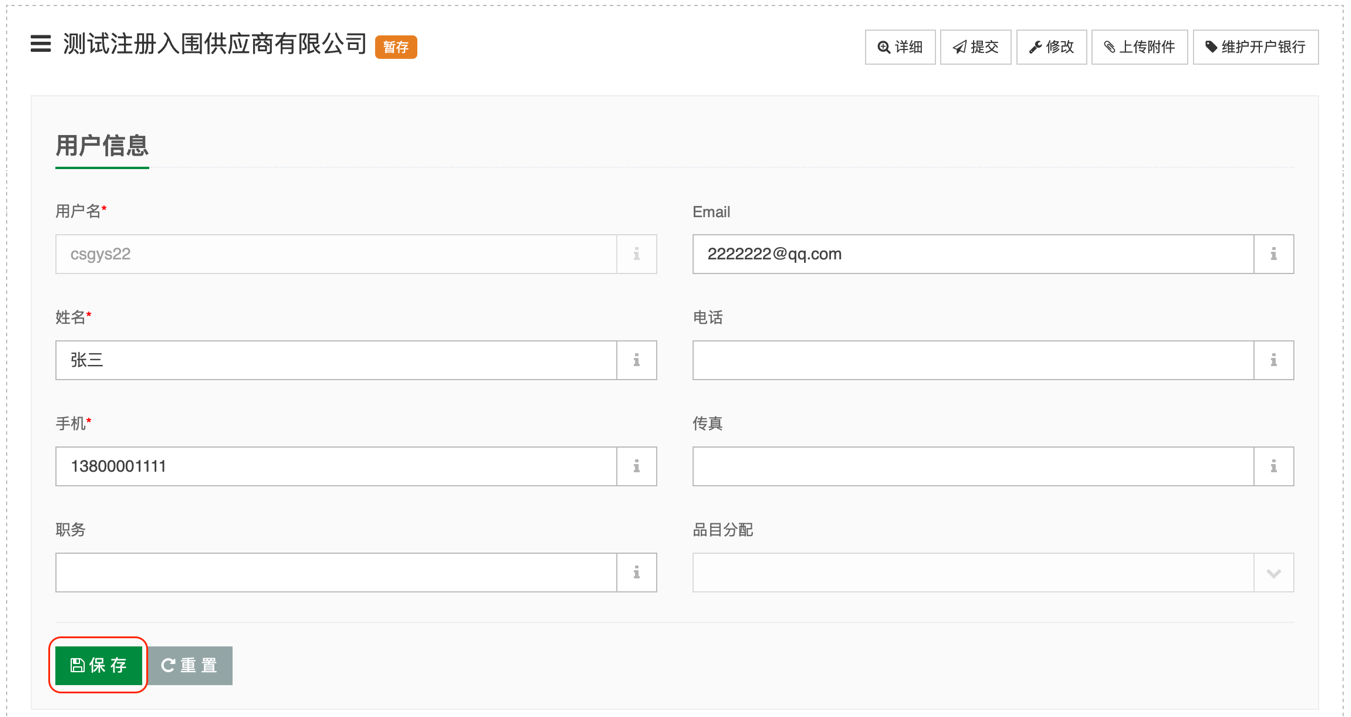 测试注册入围供应商有限公司 暂存 详细 提交 修改 上传附件 维护开户银行
用户信息
用户名* Email
csgys22 2222222@qq.com
姓名* 电话
张三
手机* 传真
13800001111
职务 品目分配
保存 重置